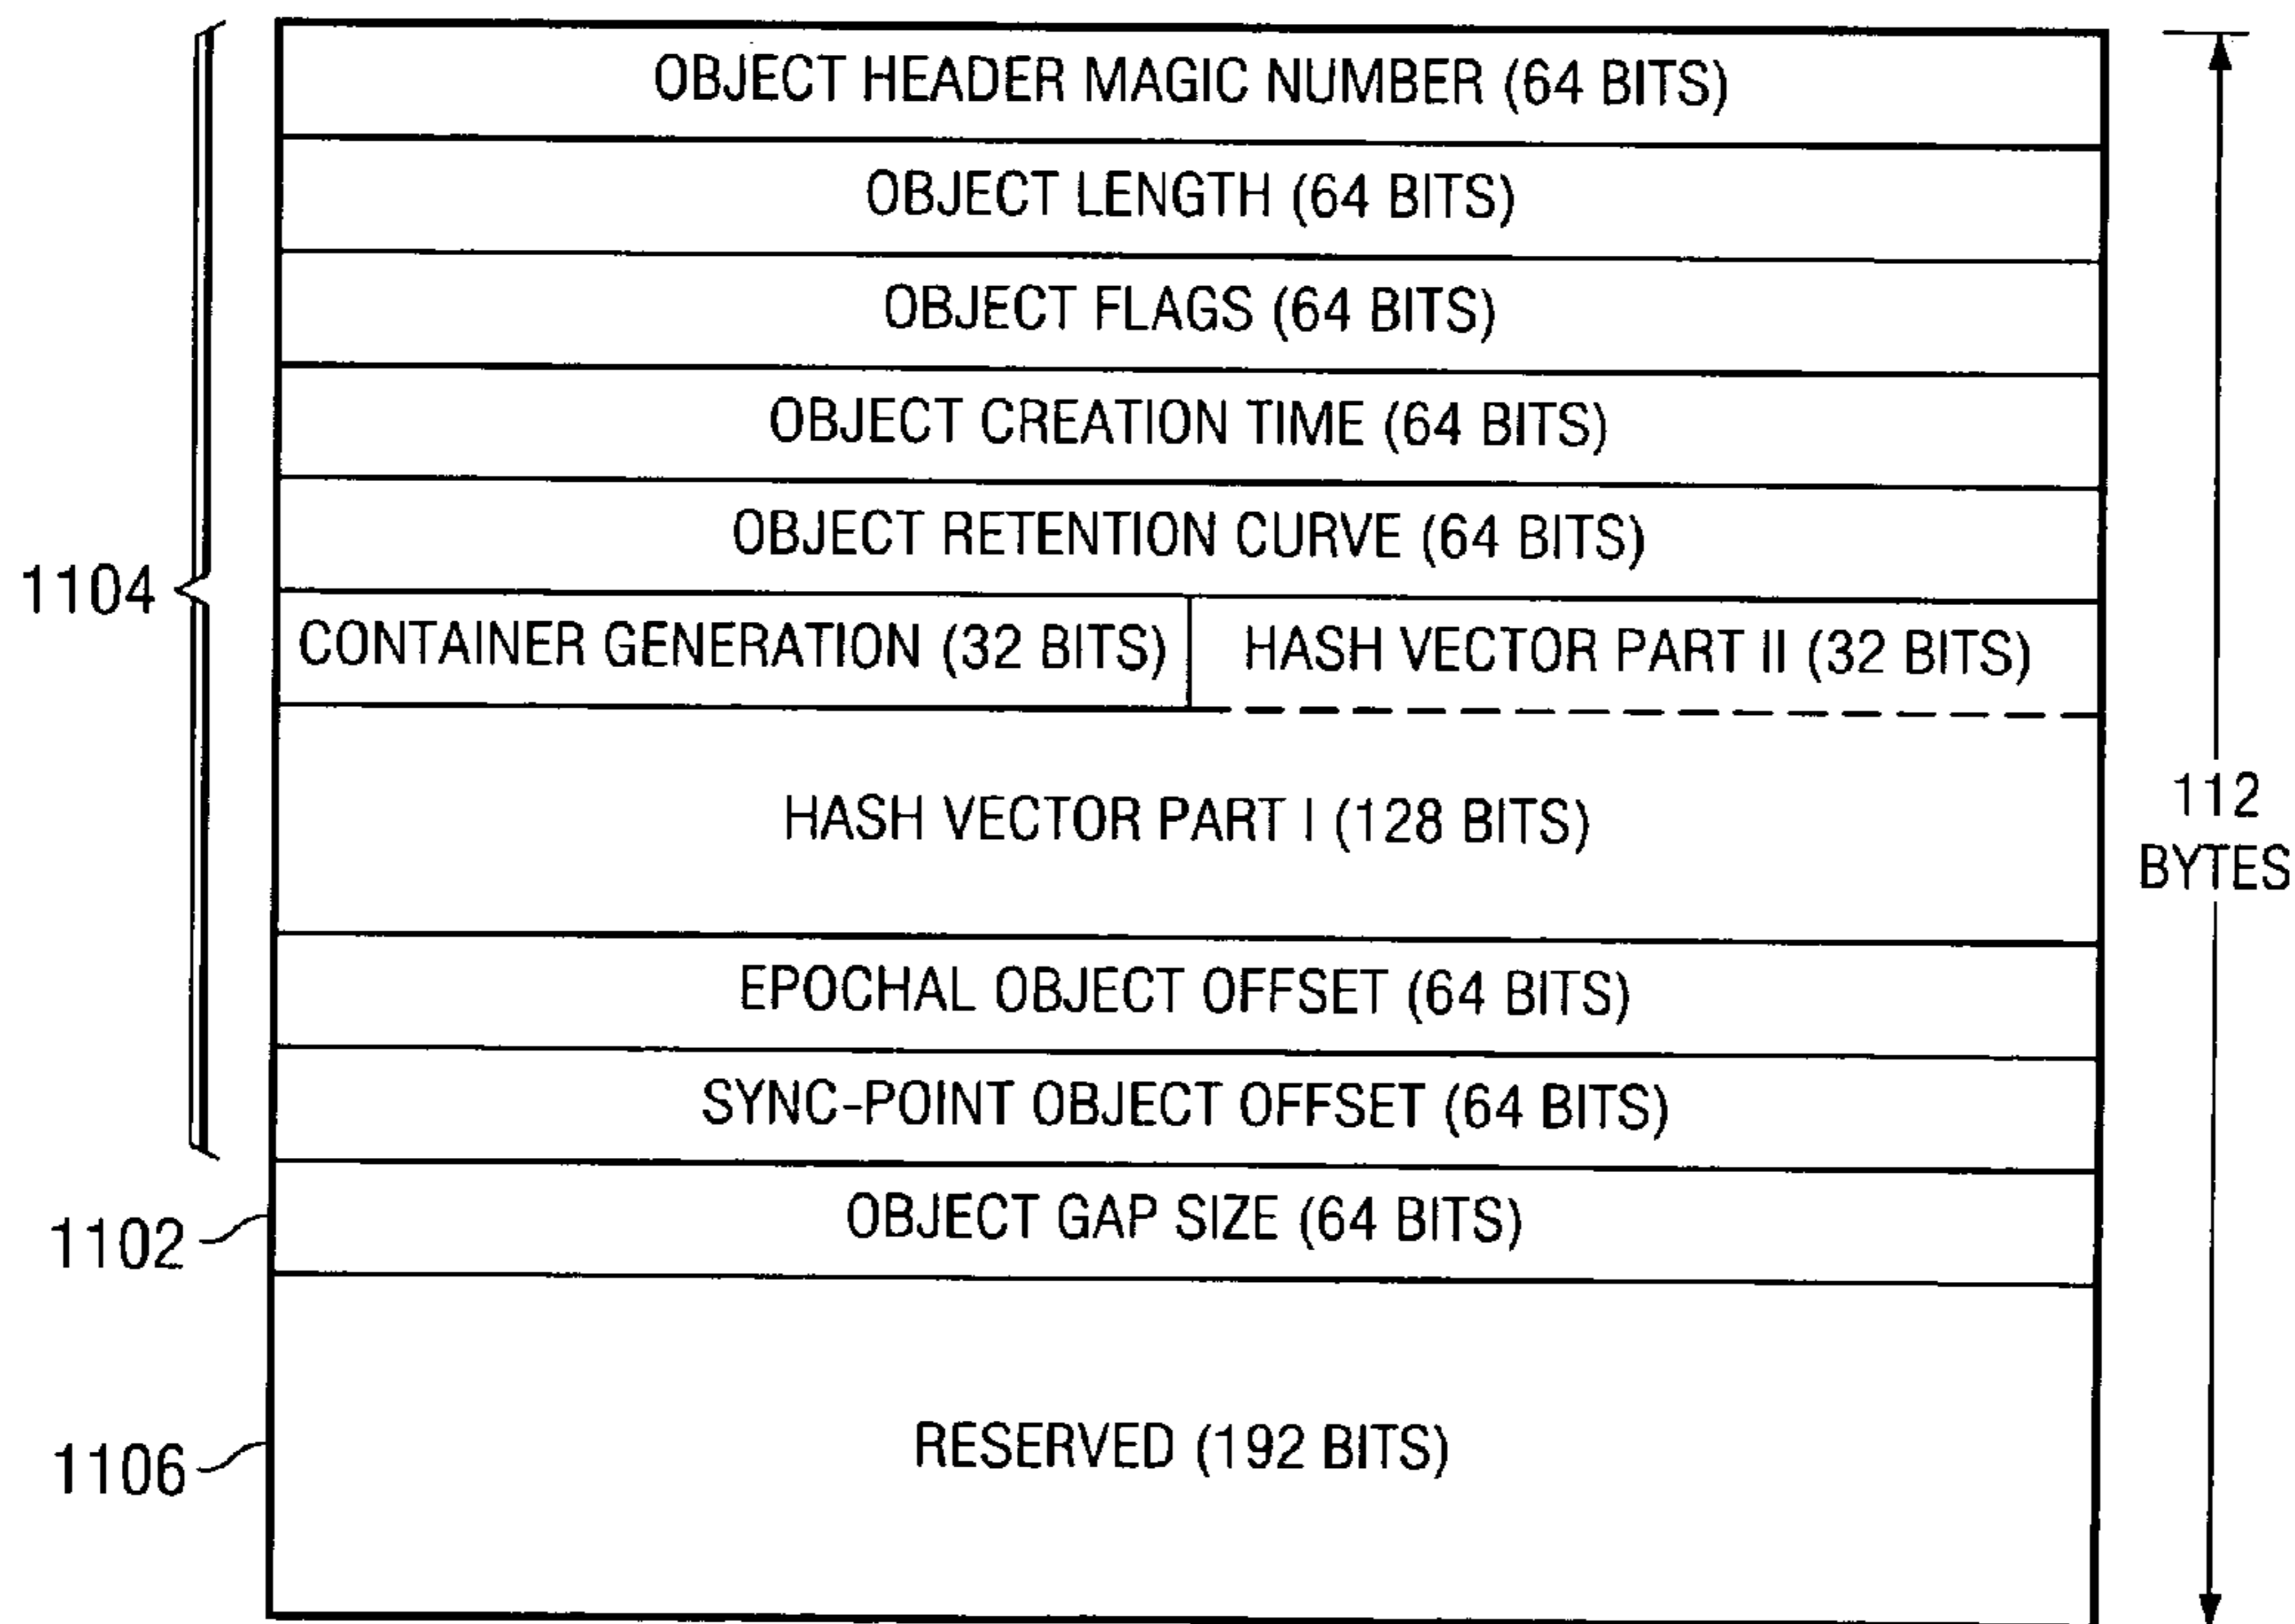 OBJECT HEADER MAGIC NUMBER (64 BITS)
OBJECT LENGTH (64 BITS)
OBJECT FLAGS (64 BITS)
OBJECT CREATION TIME (64 BITS)
OBJECT RETENTION CURVE (64 BITS)
1104
CONTAINER GENERATION (32 BITS)
HASH VECTOR PART II (32 BITS)
HASH VECTOR PART I (128 BITS)
112
BYTES
EPOCHAL OBJECT OFFSET (64 BITS)
SYNC-POINT OBJECT OFFSET (64 BITS)
1102
OBJECT GAP SIZE (64 BITS)
1106
RESERVED (192 BITS)